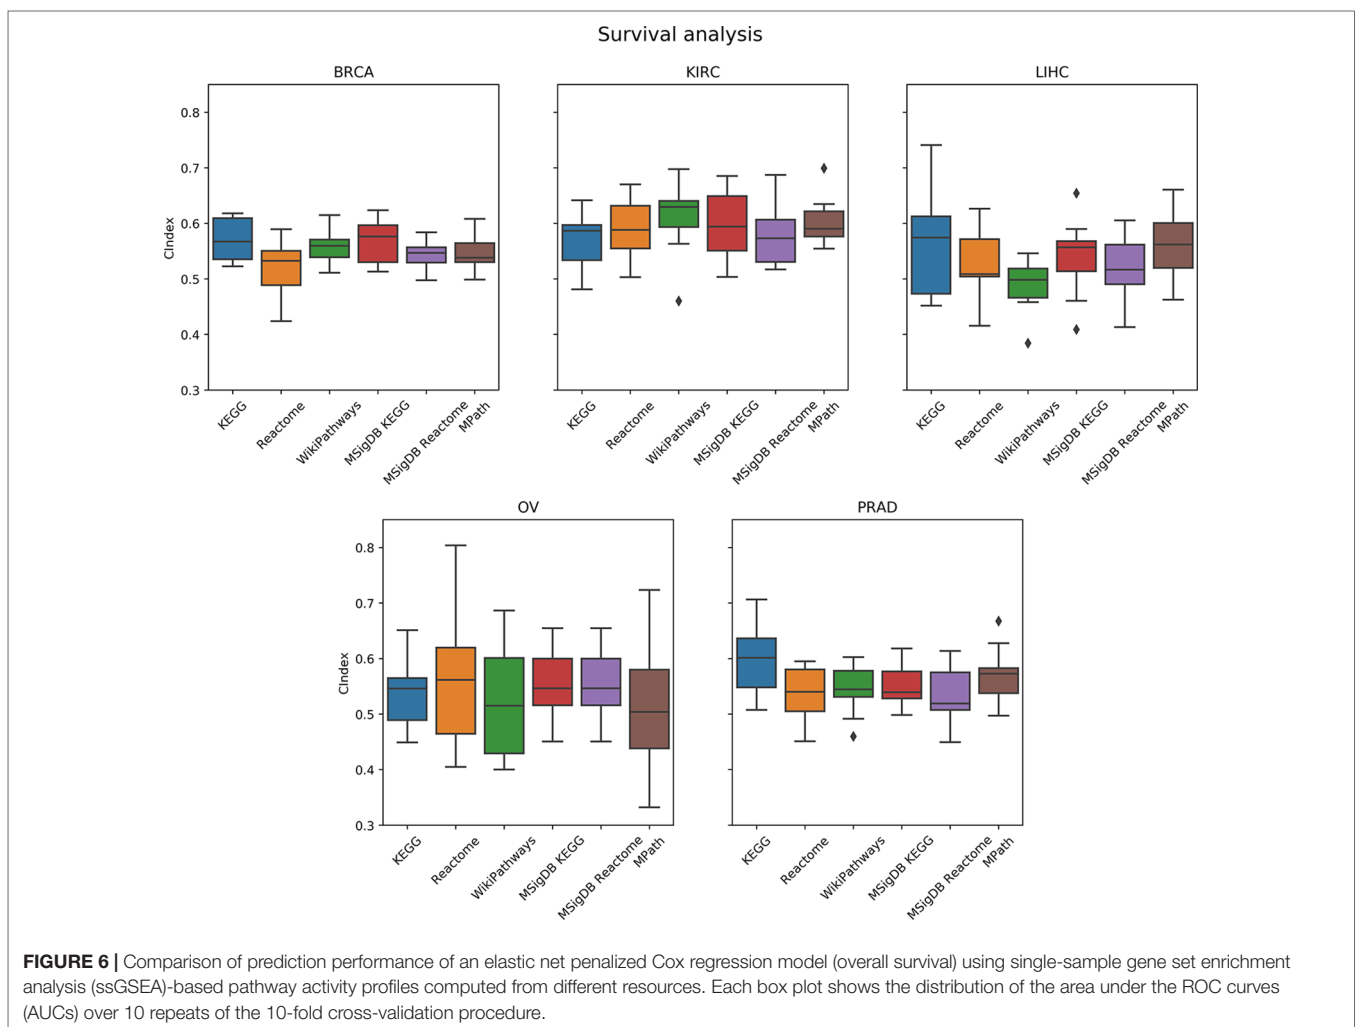 Survival analysis
BRCA
KIRC
LIHC
CIndex
0.8
0.7
0.6
0.5
0.4
0.3
KEGG
Reactome
WikiPathways
MSigDB KEGG
MSigDB Reactome
MPath
KEGG
Reactome
WikiPathways
MSigDB KEGG
MSigDB Reactome
MPath
KEGG
Reactome
WikiPathways
MSigDB KEGG
MSigDB Reactome
MPath
OV
PRAD
CIndex
0.8
0.7
0.6
0.5
0.4
0.3
KEGG
Reactome
WikiPathways
MSigDB KEGG
MSigDB Reactome
MPath
KEGG
Reactome
WikiPathways
MSigDB KEGG
MSigDB Reactome
MPath
FIGURE 6 | Comparison of prediction performance of an elastic net penalized Cox regression model (overall survival) using single-sample gene set enrichment
analysis (ssGSEA)-based pathway activity profiles computed from different resources. Each box plot shows the distribution of the area under the ROC curves
(AUCs) over 10 repeats of the 10-fold cross-validation procedure.